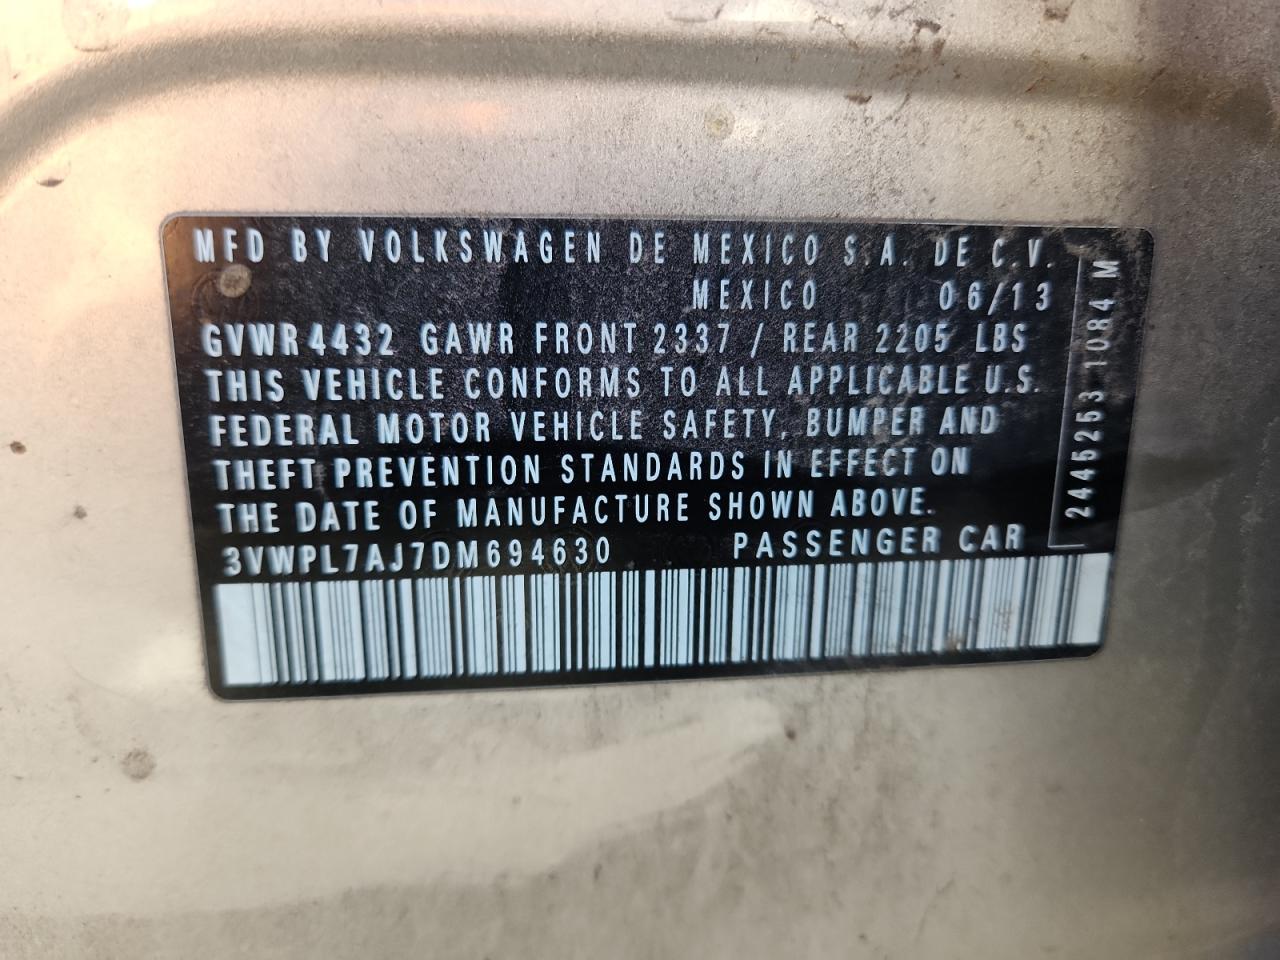 MFD BY VOLKSWAGEN DE MEXICO S.A. DE C.V.
MEXICO 06/13
GVWR 4432 GAWR FRONT 2337 / REAR 2205 LBS
THIS VEHICLE CONFORMS TO ALL APPLICABLE U.S.
FEDERAL MOTOR VEHICLE SAFETY, BUMPER AND
THEFT PREVENTION STANDARDS IN EFFECT ON
THE DATE OF MANUFACTURE SHOWN ABOVE.
3VWPL7AJ7DM694630 PASSENGER CAR
2445253 1084 M